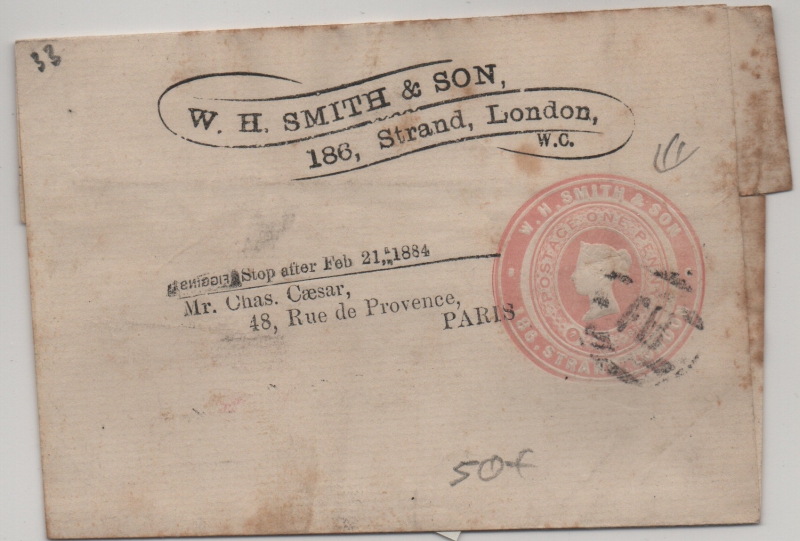 33
W. H. SMITH & SON,
186, Strand, London,
W.C.
W. H. SMITH & SON
186, STRAND
POSTAGE ONE PENNY
Stop after Feb 21, 1884
Mr. Chas. Cæsar,
48, Rue de Provence,
PARIS
50